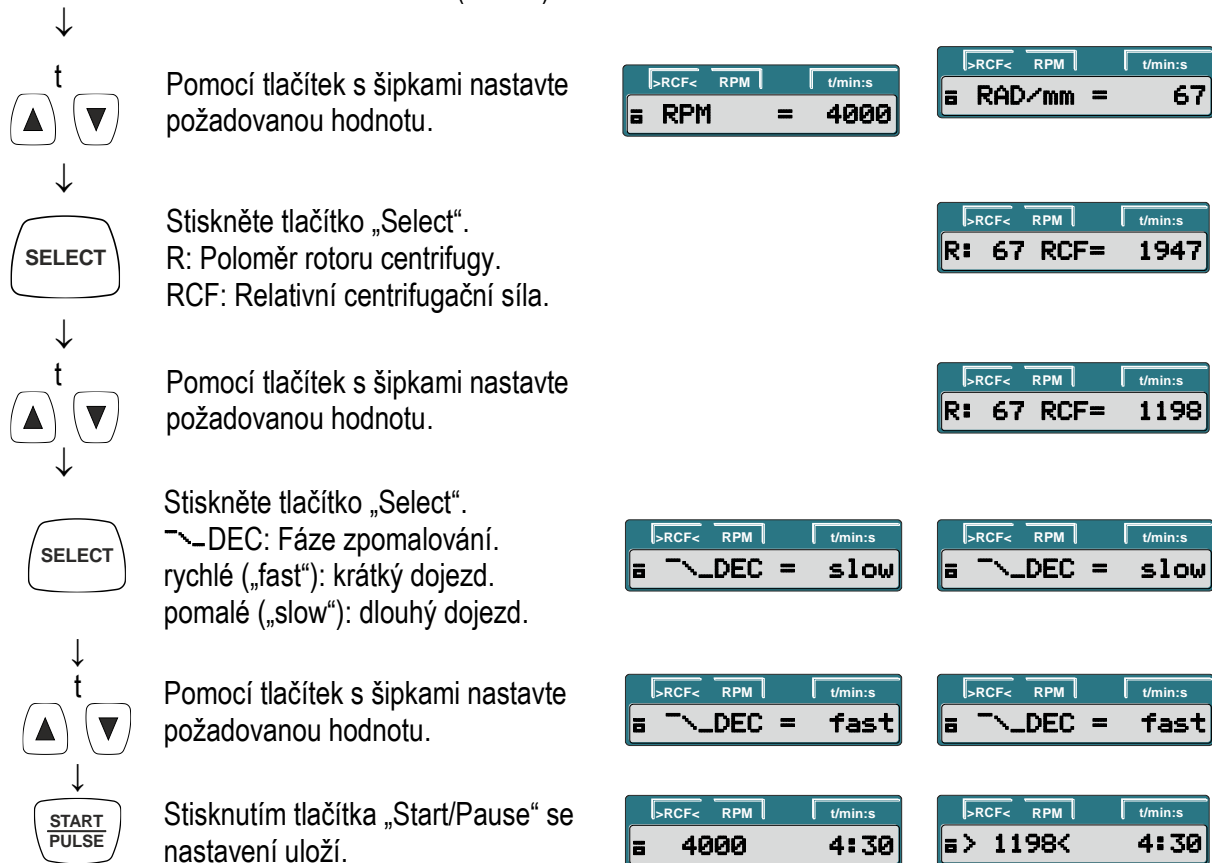 ↓
t
▲ ▼
Pomocí tlačítek s šipkami nastavte
požadovanou hodnotu.
>RCF< RPM t/min:s
RPM = 4000
>RCF< RPM t/min:s
RAD/mm = 67
↓
SELECT
Stiskněte tlačítko „Select“.
R: Poloměr rotoru centrifugy.
RCF: Relativní centrifugační síla.
>RCF< RPM t/min:s
R: 67 RCF= 1947
↓
t
▲ ▼
Pomocí tlačítek s šipkami nastavte
požadovanou hodnotu.
>RCF< RPM t/min:s
R: 67 RCF= 1198
↓
SELECT
Stiskněte tlačítko „Select“.
DEC: Fáze zpomalování.
rychlé („fast“): krátký dojezd.
pomalé („slow“): dlouhý dojezd.
>RCF< RPM t/min:s
DEC = slow
>RCF< RPM t/min:s
DEC = slow
↓
t
▲ ▼
Pomocí tlačítek s šipkami nastavte
požadovanou hodnotu.
>RCF< RPM t/min:s
DEC = fast
>RCF< RPM t/min:s
DEC = fast
↓
START
PULSE
Stisknutím tlačítka „Start/Pause“ se
nastavení uloží.
>RCF< RPM t/min:s
4000 4:30
>RCF< RPM t/min:s
> 1198< 4:30